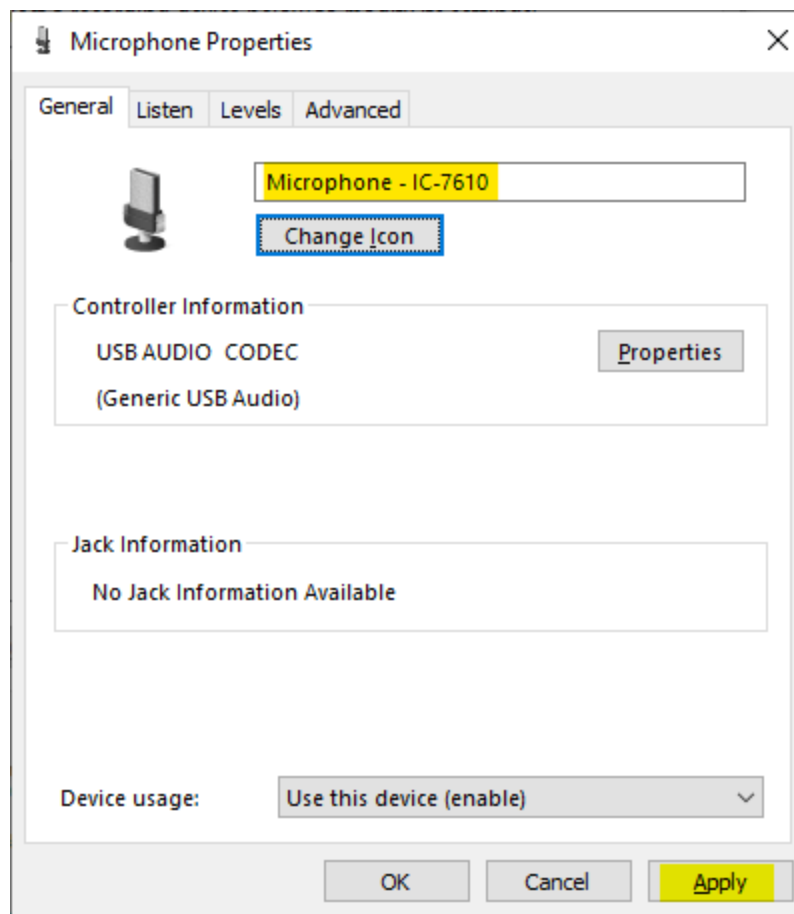 Microphone Properties
General Listen Levels Advanced
Microphone - IC-7610
Change Icon
Controller Information
USB AUDIO  CODEC
Properties
(Generic USB Audio)
Jack Information
No Jack Information Available
Device usage: Use this device (enable)
OK Cancel Apply